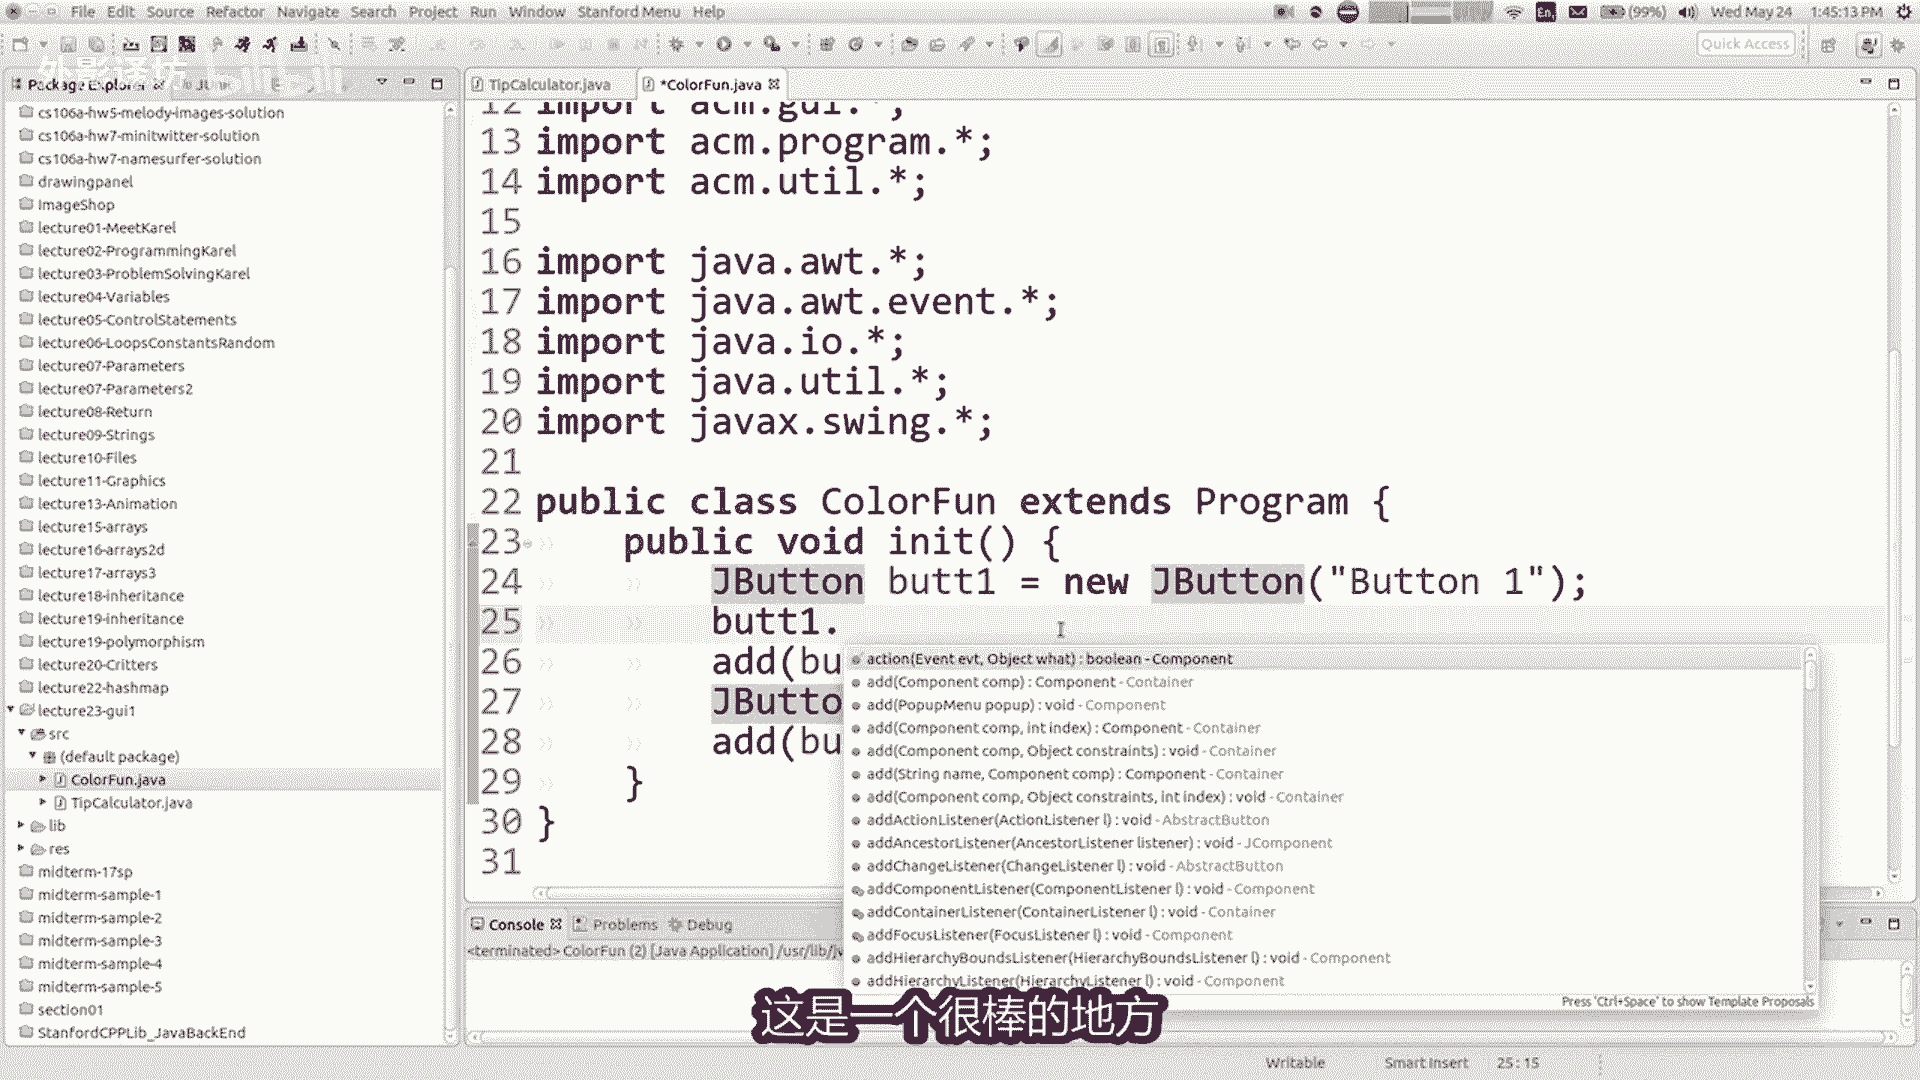 File Edit Source Refactor Navigate Search Project Run Window Stanford Menu Help
En (99%) Wed May 24 1:45:13 PM
Quick Access
Package Explorer
bilibili
TipCalculator.java
*ColorFun.java
cs106a-hw5-melody-images-solution
cs106a-hw7-minitwitter-solution
cs106a-hw7-namesurfer-solution
drawingpanel
ImageShop
lecture01-MeetKarel
lecture02-ProgrammingKarel
lecture03-ProblemSolvingKarel
lecture04-Variables
lecture05-ControlStatements
lecture06-LoopsConstantsRandom
lecture07-Parameters
lecture07-Parameters2
lecture08-Return
lecture09-Strings
lecture10-Files
lecture11-Graphics
lecture13-Animation
lecture15-arrays
lecture16-arrays2d
lecture17-arrays3
lecture18-inheritance
lecture19-inheritance
lecture19-polymorphism
lecture20-Critters
lecture22-hashmap
lecture23-gui1
src
(default package)
ColorFun.java
TipCalculator.java
lib
res
midterm-17sp
midterm-sample-1
midterm-sample-2
midterm-sample-3
midterm-sample-4
midterm-sample-5
section01
StanfordCPPLib_JavaBackEnd
12 import acm.gui.*;
13 import acm.program.*;
14 import acm.util.*;
15
16 import java.awt.*;
17 import java.awt.event.*;
18 import java.io.*;
19 import java.util.*;
20 import javax.swing.*;
21
22 public class ColorFun extends Program {
23 public void init() {
24 JButton butt1 = new JButton("Button 1");
25 butt1.
26 add(bu
27 JButto
28 add(bu
29 }
30 }
31
action(Event evt, Object what) : boolean - Component
add(Component comp) : Component - Container
add(PopupMenu popup) : void - Component
add(Component comp, int index) : Component - Container
add(Component comp, Object constraints) : void - Container
add(String name, Component comp) : Component - Container
add(Component comp, Object constraints, int index) : void - Container
addActionListener(ActionListener l) : void - AbstractButton
addAncestorListener(AncestorListener listener) : void - JComponent
addChangeListener(ChangeListener l) : void - AbstractButton
addComponentListener(ComponentListener l) : void - Component
addContainerListener(ContainerListener l) : void - Container
addFocusListener(FocusListener l) : void - Component
addHierarchyBoundsListener(HierarchyBoundsListener l) : void - Component
addHierarchyListener(HierarchyListener l) : void - Component
Press 'Ctrl+Space' to show Template Proposals
Console Problems Debug
<terminated> ColorFun (2) [Java Application] /usr/lib/jv
这是一个很棒的地方
Writable Smart Insert 25 : 15